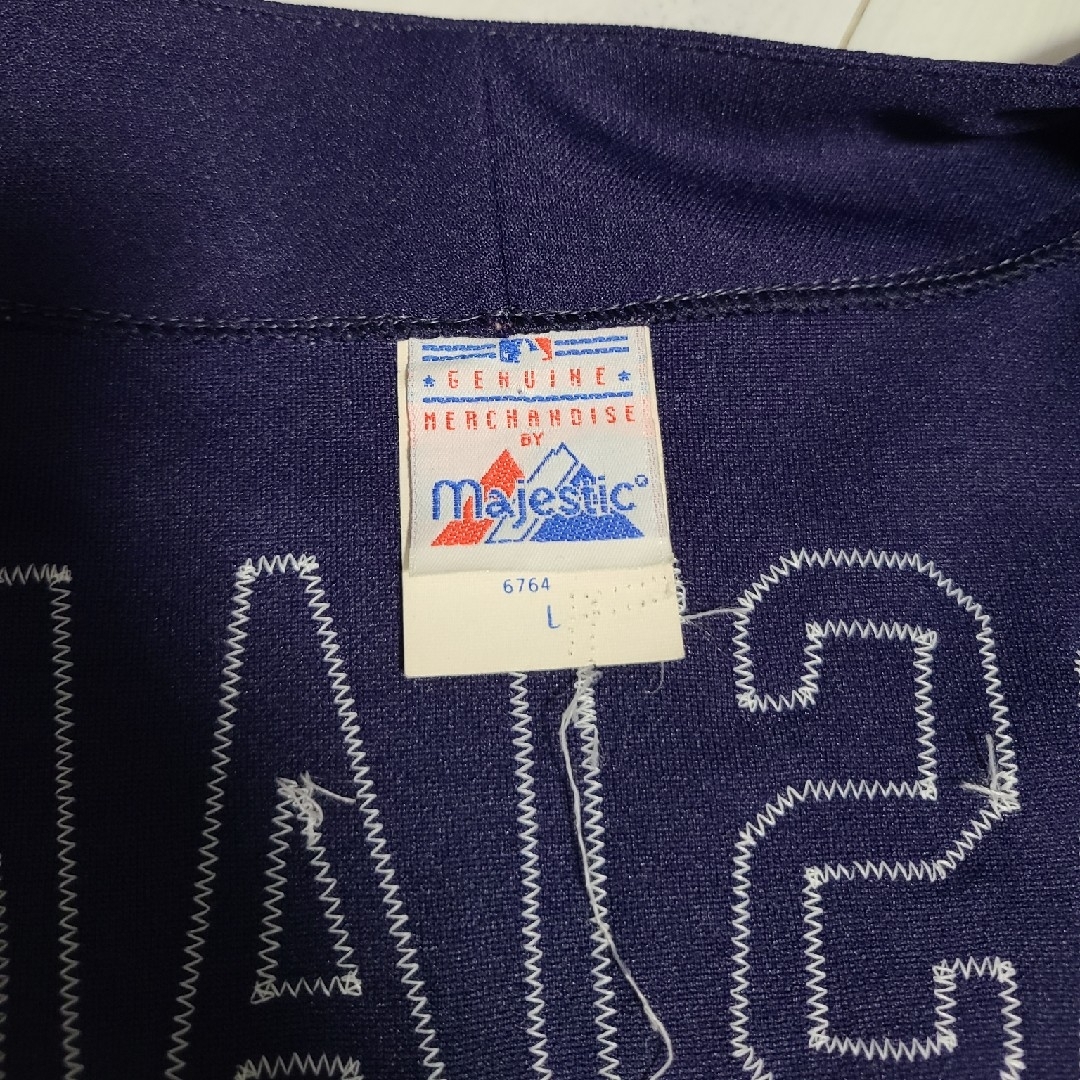 GENUINE
MERCHANDISE
BY
Majestic®
6764
L